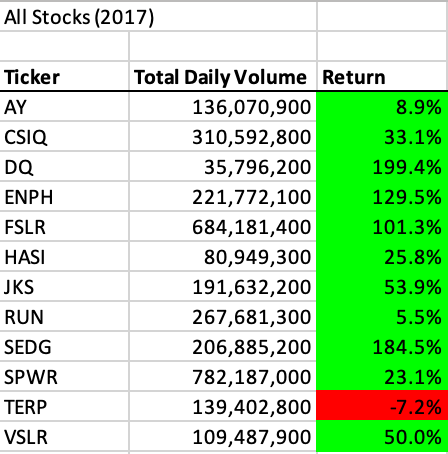 All Stocks (2017)
Ticker Total Daily Volume Return
AY 136,070,900 8.9%
CSIQ 310,592,800 33.1%
DQ 35,796,200 199.4%
ENPH 221,772,100 129.5%
FSLR 684,181,400 101.3%
HASI 80,949,300 25.8%
JKS 191,632,200 53.9%
RUN 267,681,300 5.5%
SEDG 206,885,200 184.5%
SPWR 782,187,000 23.1%
TERP 139,402,800 -7.2%
VSLR 109,487,900 50.0%